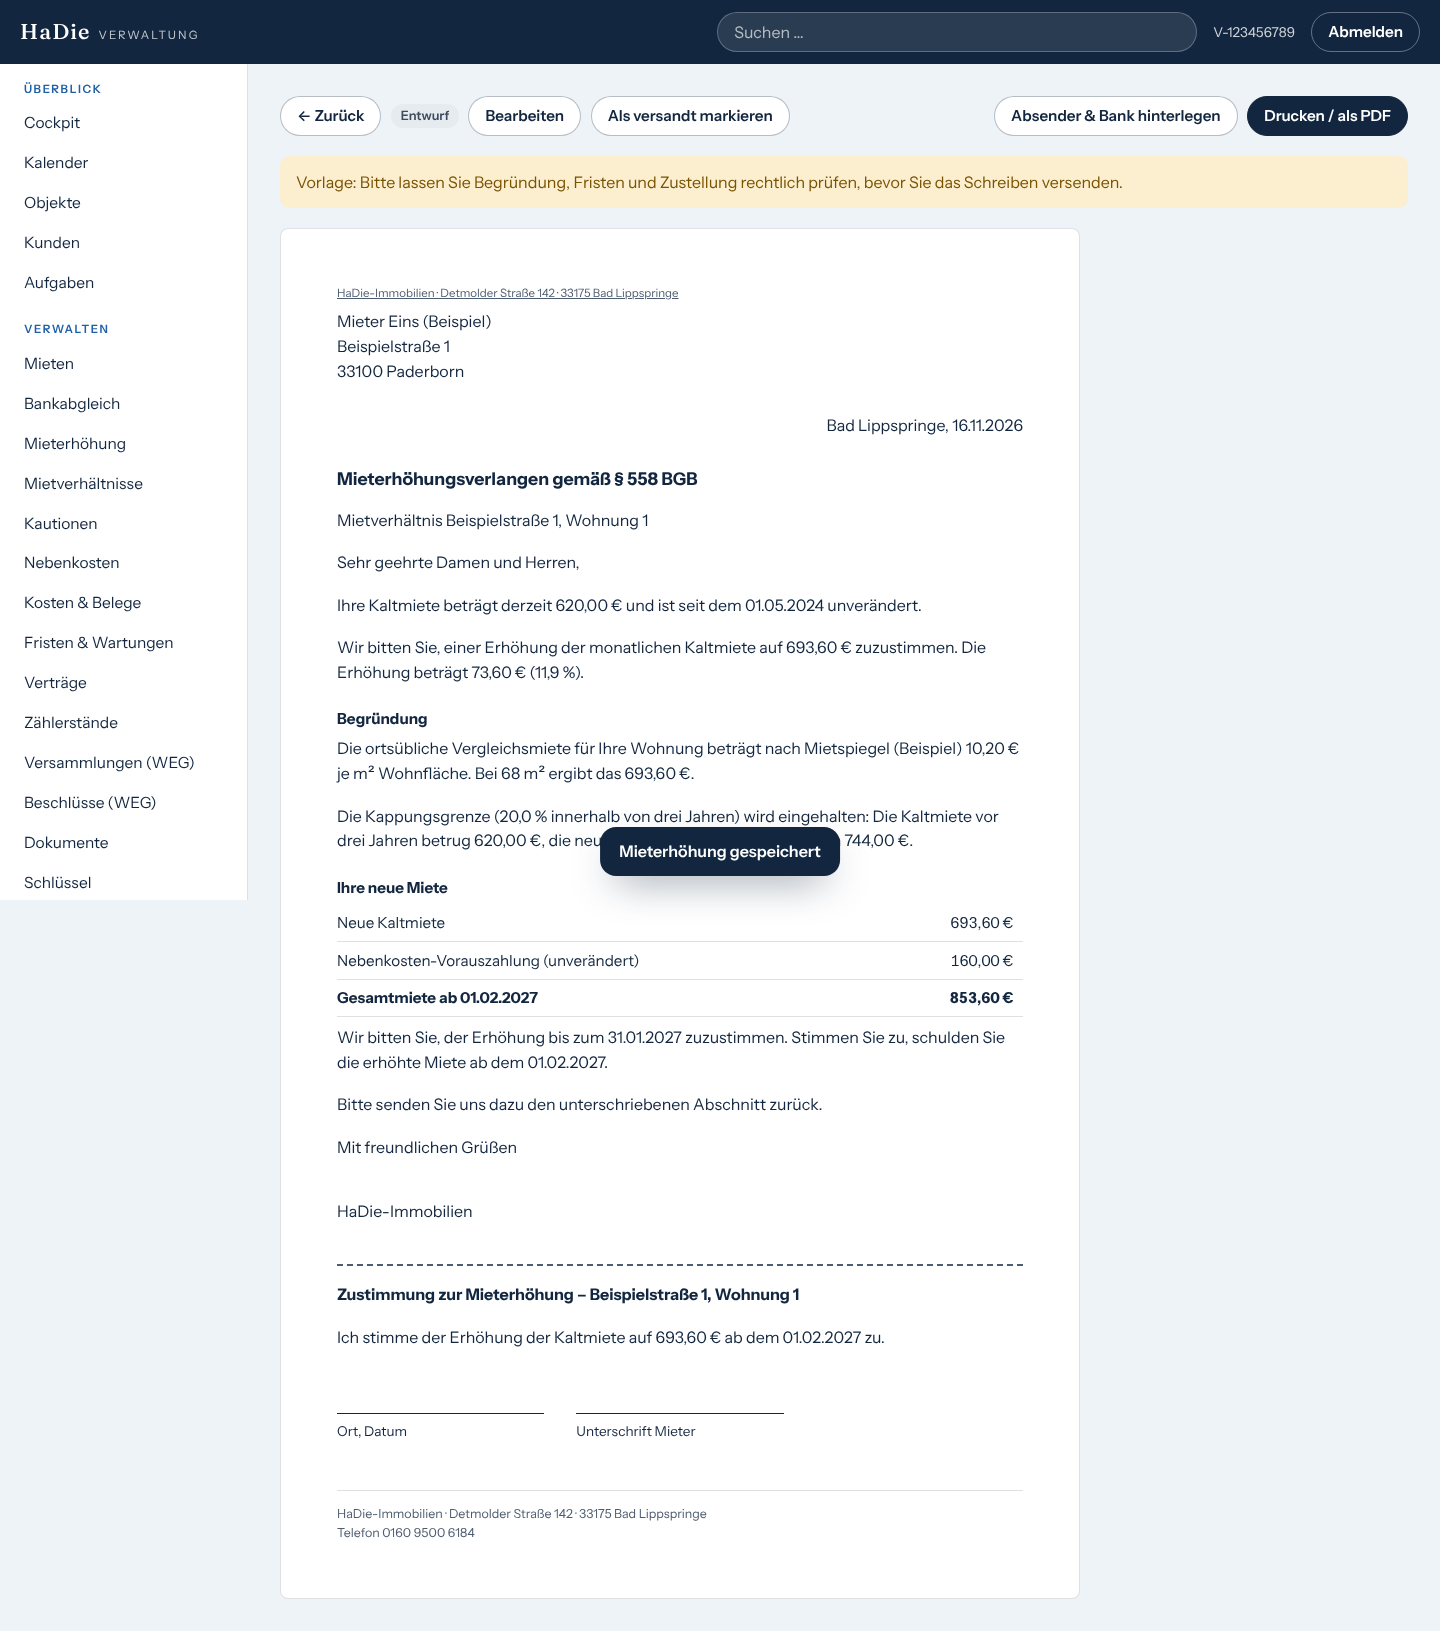 HaDie VERWALTUNG
Suchen ...
V-123456789
Abmelden
ÜBERBLICK
Cockpit
Kalender
Objekte
Kunden
Aufgaben
VERWALTEN
Mieten
Bankabgleich
Mieterhöhung
Mietverhältnisse
Kautionen
Nebenkosten
Kosten & Belege
Fristen & Wartungen
Verträge
Zählerstände
Versammlungen (WEG)
Beschlüsse (WEG)
Dokumente
Schlüssel
← Zurück
Entwurf
Bearbeiten
Als versandt markieren
Absender & Bank hinterlegen
Drucken / als PDF
Vorlage: Bitte lassen Sie Begründung, Fristen und Zustellung rechtlich prüfen, bevor Sie das Schreiben versenden.
HaDie-Immobilien · Detmolder Straße 142 · 33175 Bad Lippspringe
Mieter Eins (Beispiel)
Beispielstraße 1
33100 Paderborn
Bad Lippspringe, 16.11.2026
Mieterhöhungsverlangen gemäß § 558 BGB
Mietverhältnis Beispielstraße 1, Wohnung 1
Sehr geehrte Damen und Herren,
Ihre Kaltmiete beträgt derzeit 620,00 € und ist seit dem 01.05.2024 unverändert.
Wir bitten Sie, einer Erhöhung der monatlichen Kaltmiete auf 693,60 € zuzustimmen. Die
Erhöhung beträgt 73,60 € (11,9 %).
Begründung
Die ortsübliche Vergleichsmiete für Ihre Wohnung beträgt nach Mietspiegel (Beispiel) 10,20 €
je m² Wohnfläche. Bei 68 m² ergibt das 693,60 €.
Die Kappungsgrenze (20,0 % innerhalb von drei Jahren) wird eingehalten: Die Kaltmiete vor
drei Jahren betrug 620,00 €, die neu 744,00 €.
Mieterhöhung gespeichert
Ihre neue Miete
Neue Kaltmiete 693,60 €
Nebenkosten-Vorauszahlung (unverändert) 160,00 €
Gesamtmiete ab 01.02.2027 853,60 €
Wir bitten Sie, der Erhöhung bis zum 31.01.2027 zuzustimmen. Stimmen Sie zu, schulden Sie
die erhöhte Miete ab dem 01.02.2027.
Bitte senden Sie uns dazu den unterschriebenen Abschnitt zurück.
Mit freundlichen Grüßen
HaDie-Immobilien
Zustimmung zur Mieterhöhung – Beispielstraße 1, Wohnung 1
Ich stimme der Erhöhung der Kaltmiete auf 693,60 € ab dem 01.02.2027 zu.
Ort, Datum
Unterschrift Mieter
HaDie-Immobilien · Detmolder Straße 142 · 33175 Bad Lippspringe
Telefon 0160 9500 6184